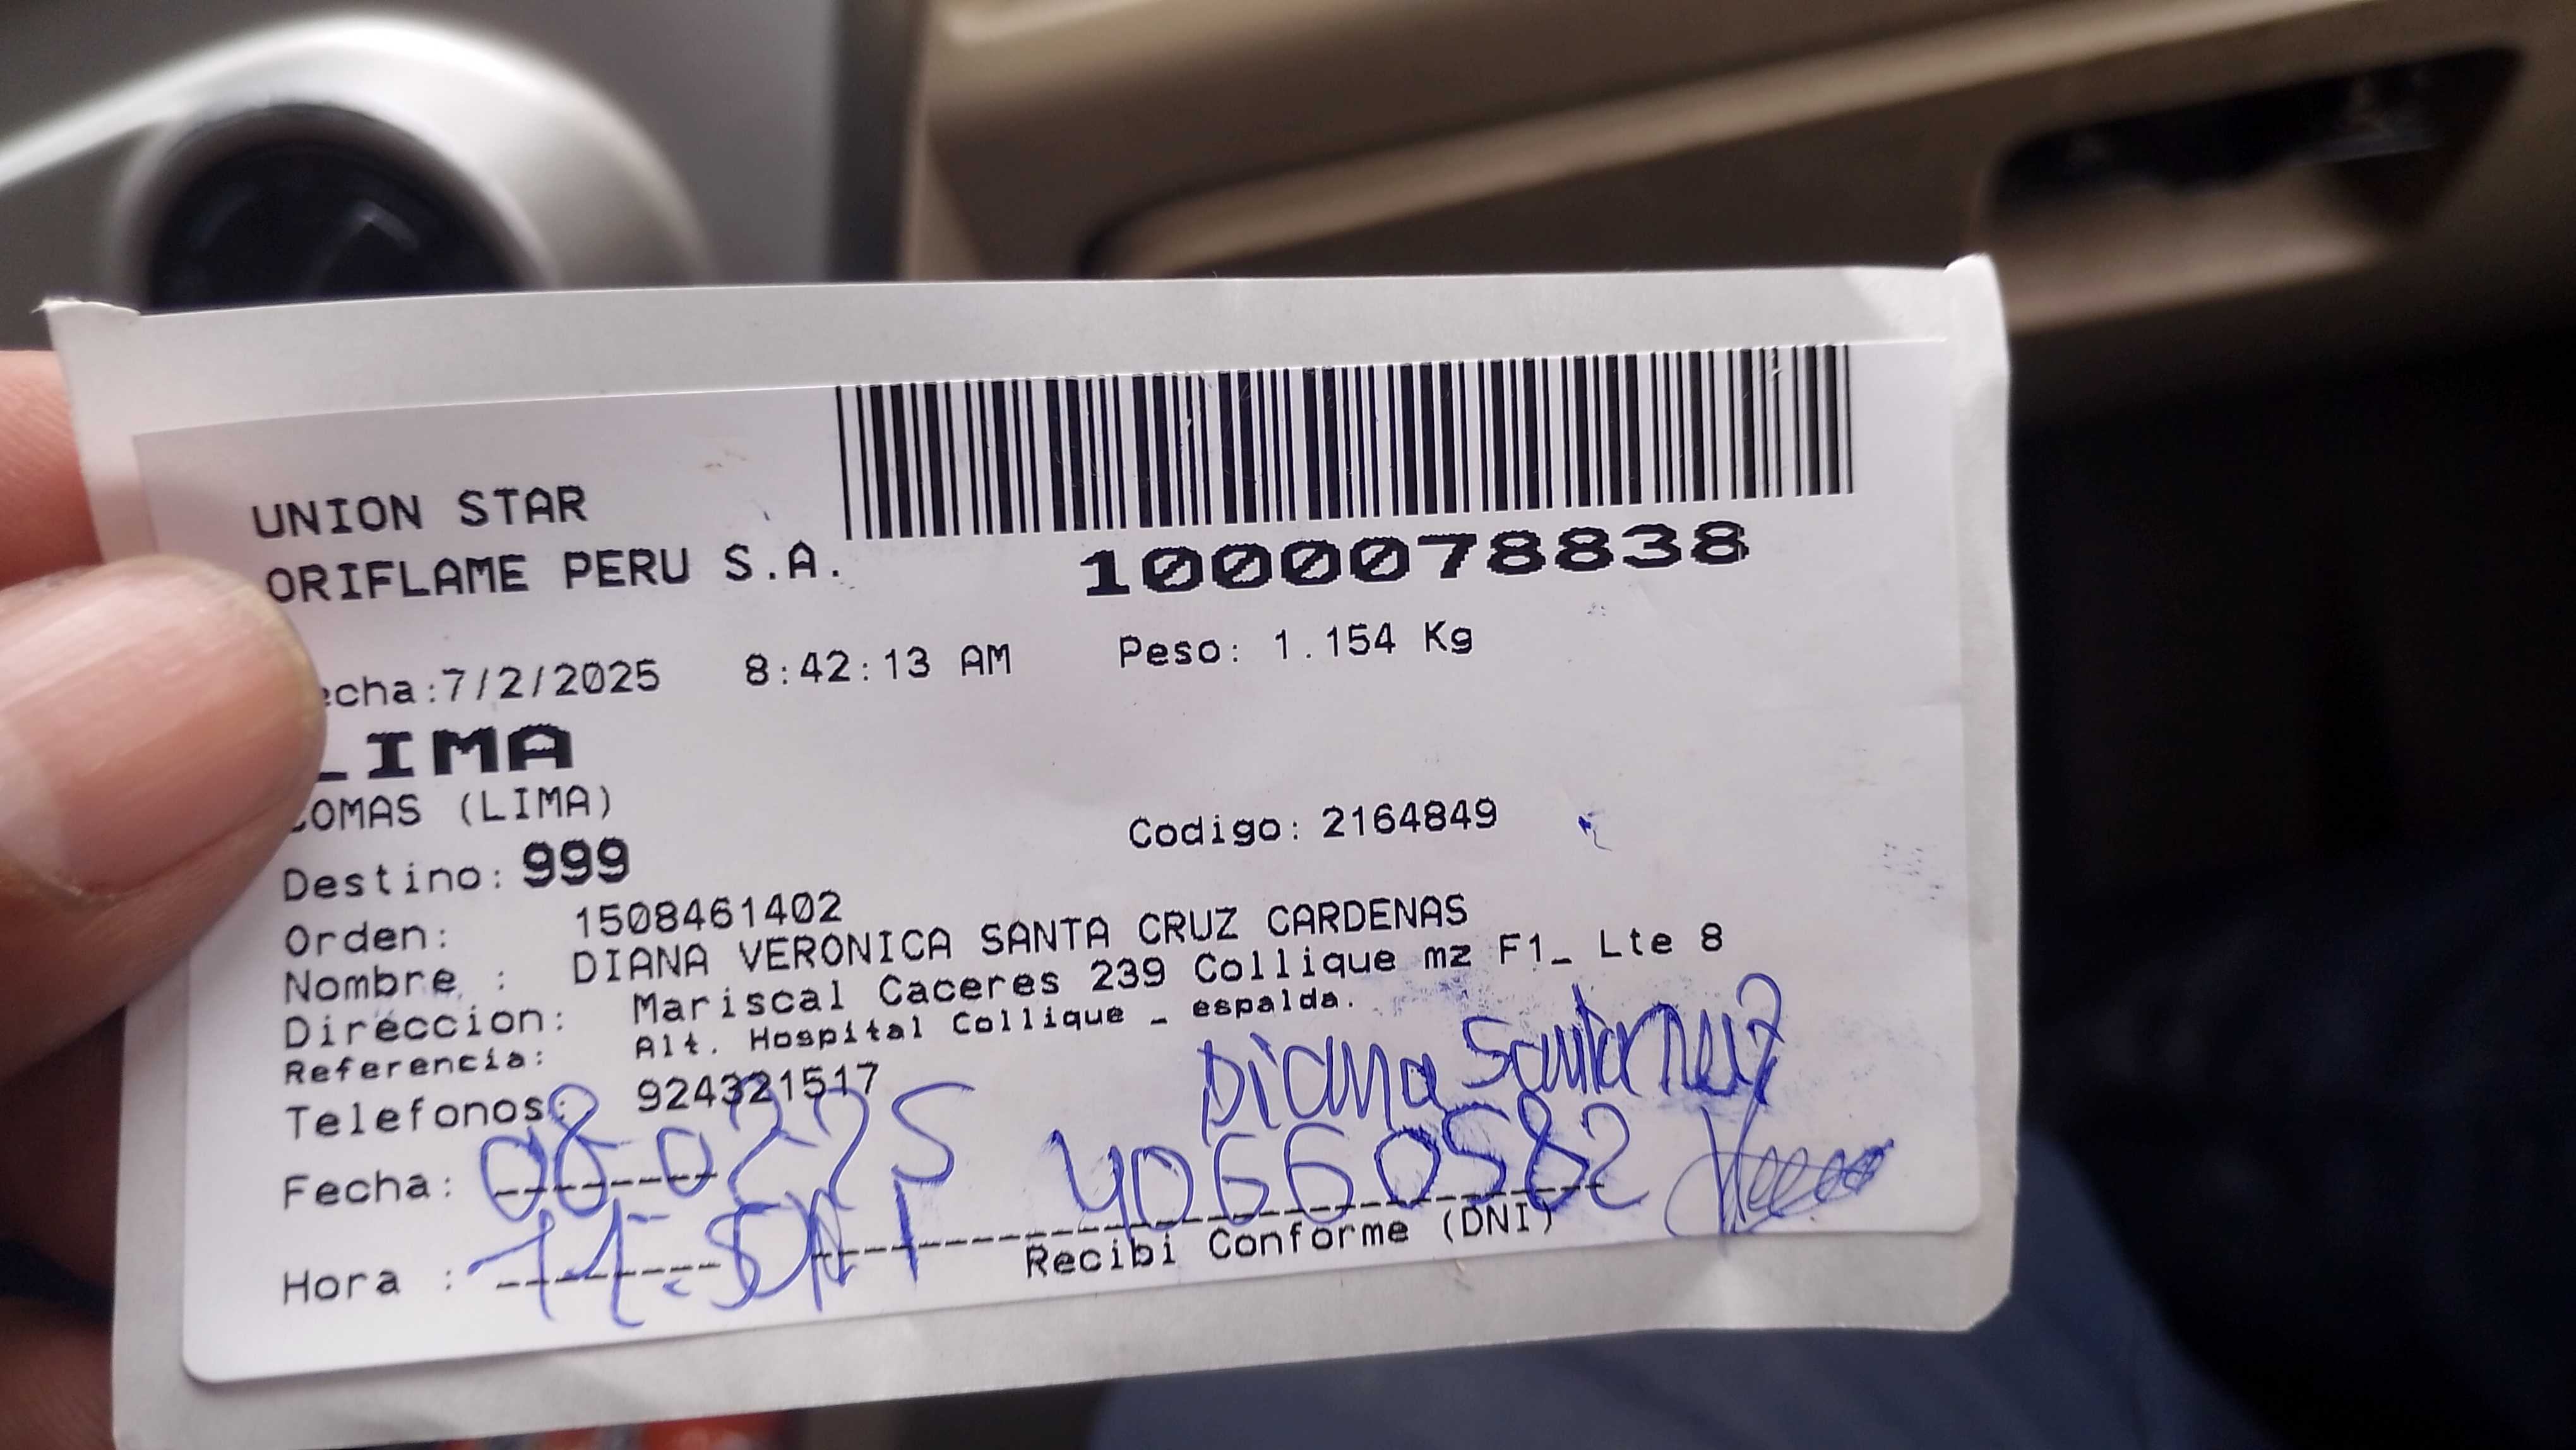 UNION STAR
ORIFLAME PERU S.A.
1000078838
echa:7/2/2025 8:42:13 AM Peso: 1.154 Kg
LIMA
COMAS (LIMA)
Codigo: 2164849
Destino: 999
Orden: 1508461402
Nombre : DIANA VERONICA SANTA CRUZ CARDENAS
Direccion: Mariscal Caceres 239 Collique mz F1_ Lte 8
Referencia: Alt. Hospital Collique _ espalda.
Telefonos: 924321517
Diana
Fecha: 08-02-25 40660582
Hora :
Recibi Conforme (DNI)